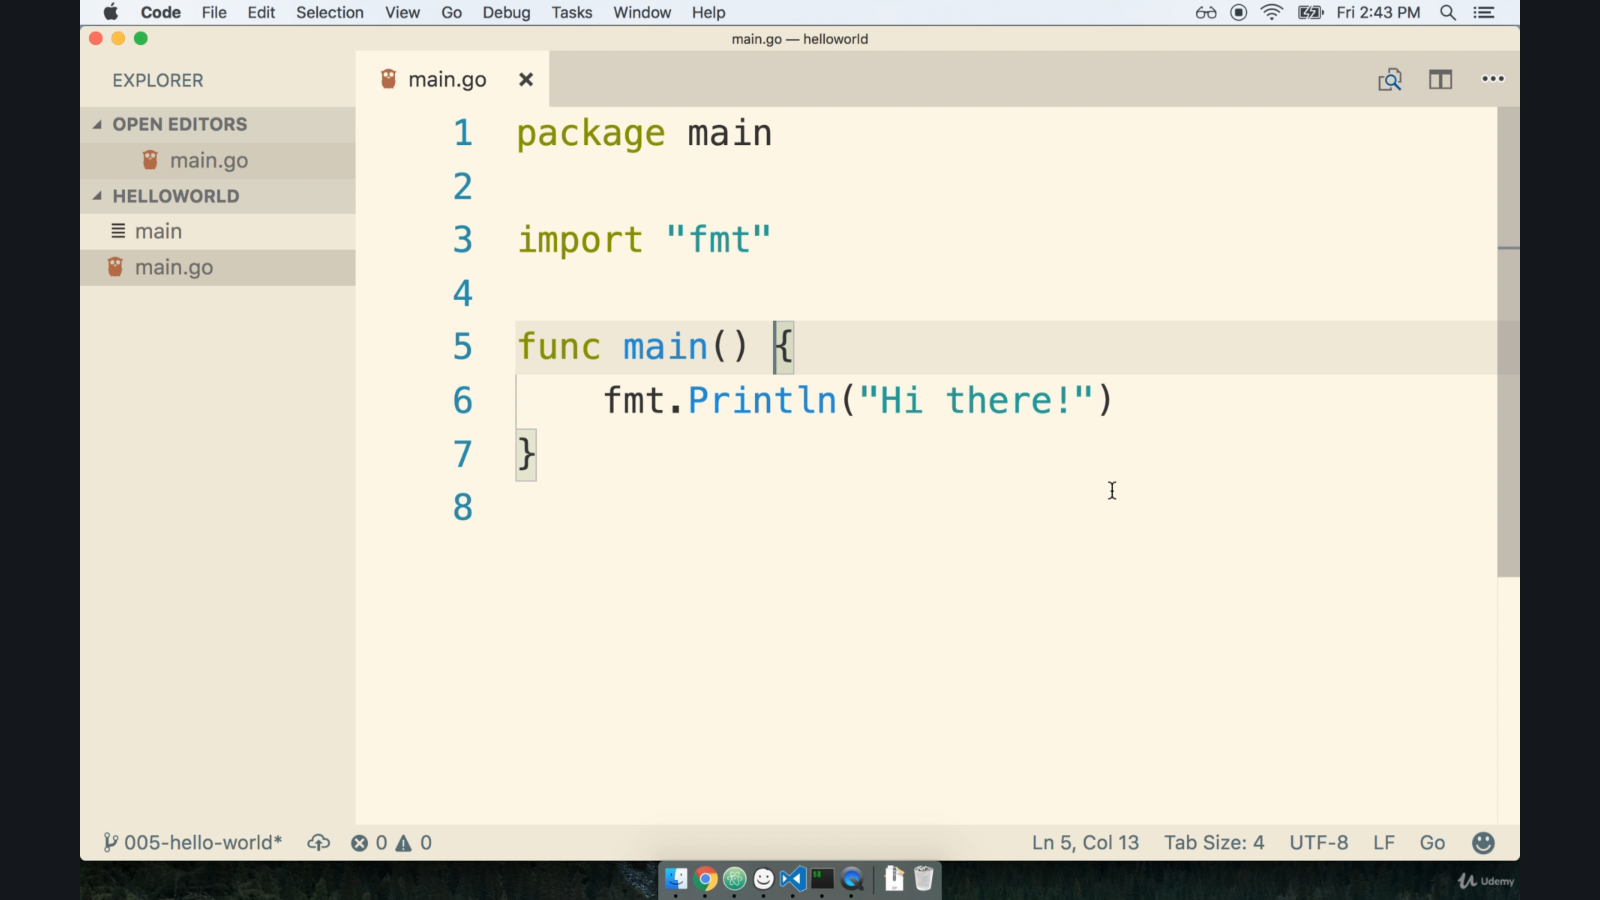 Code File Edit Selection View Go Debug Tasks Window Help Fri 2:43 PM
main.go — helloworld
EXPLORER
main.go
OPEN EDITORS
main.go
HELLOWORLD
main
main.go
1 package main
2
3 import "fmt"
4
5 func main() {
6 fmt.Println("Hi there!")
7 }
8
005-hello-world* 0 0 Ln 5, Col 13 Tab Size: 4 UTF-8 LF Go
Udemy